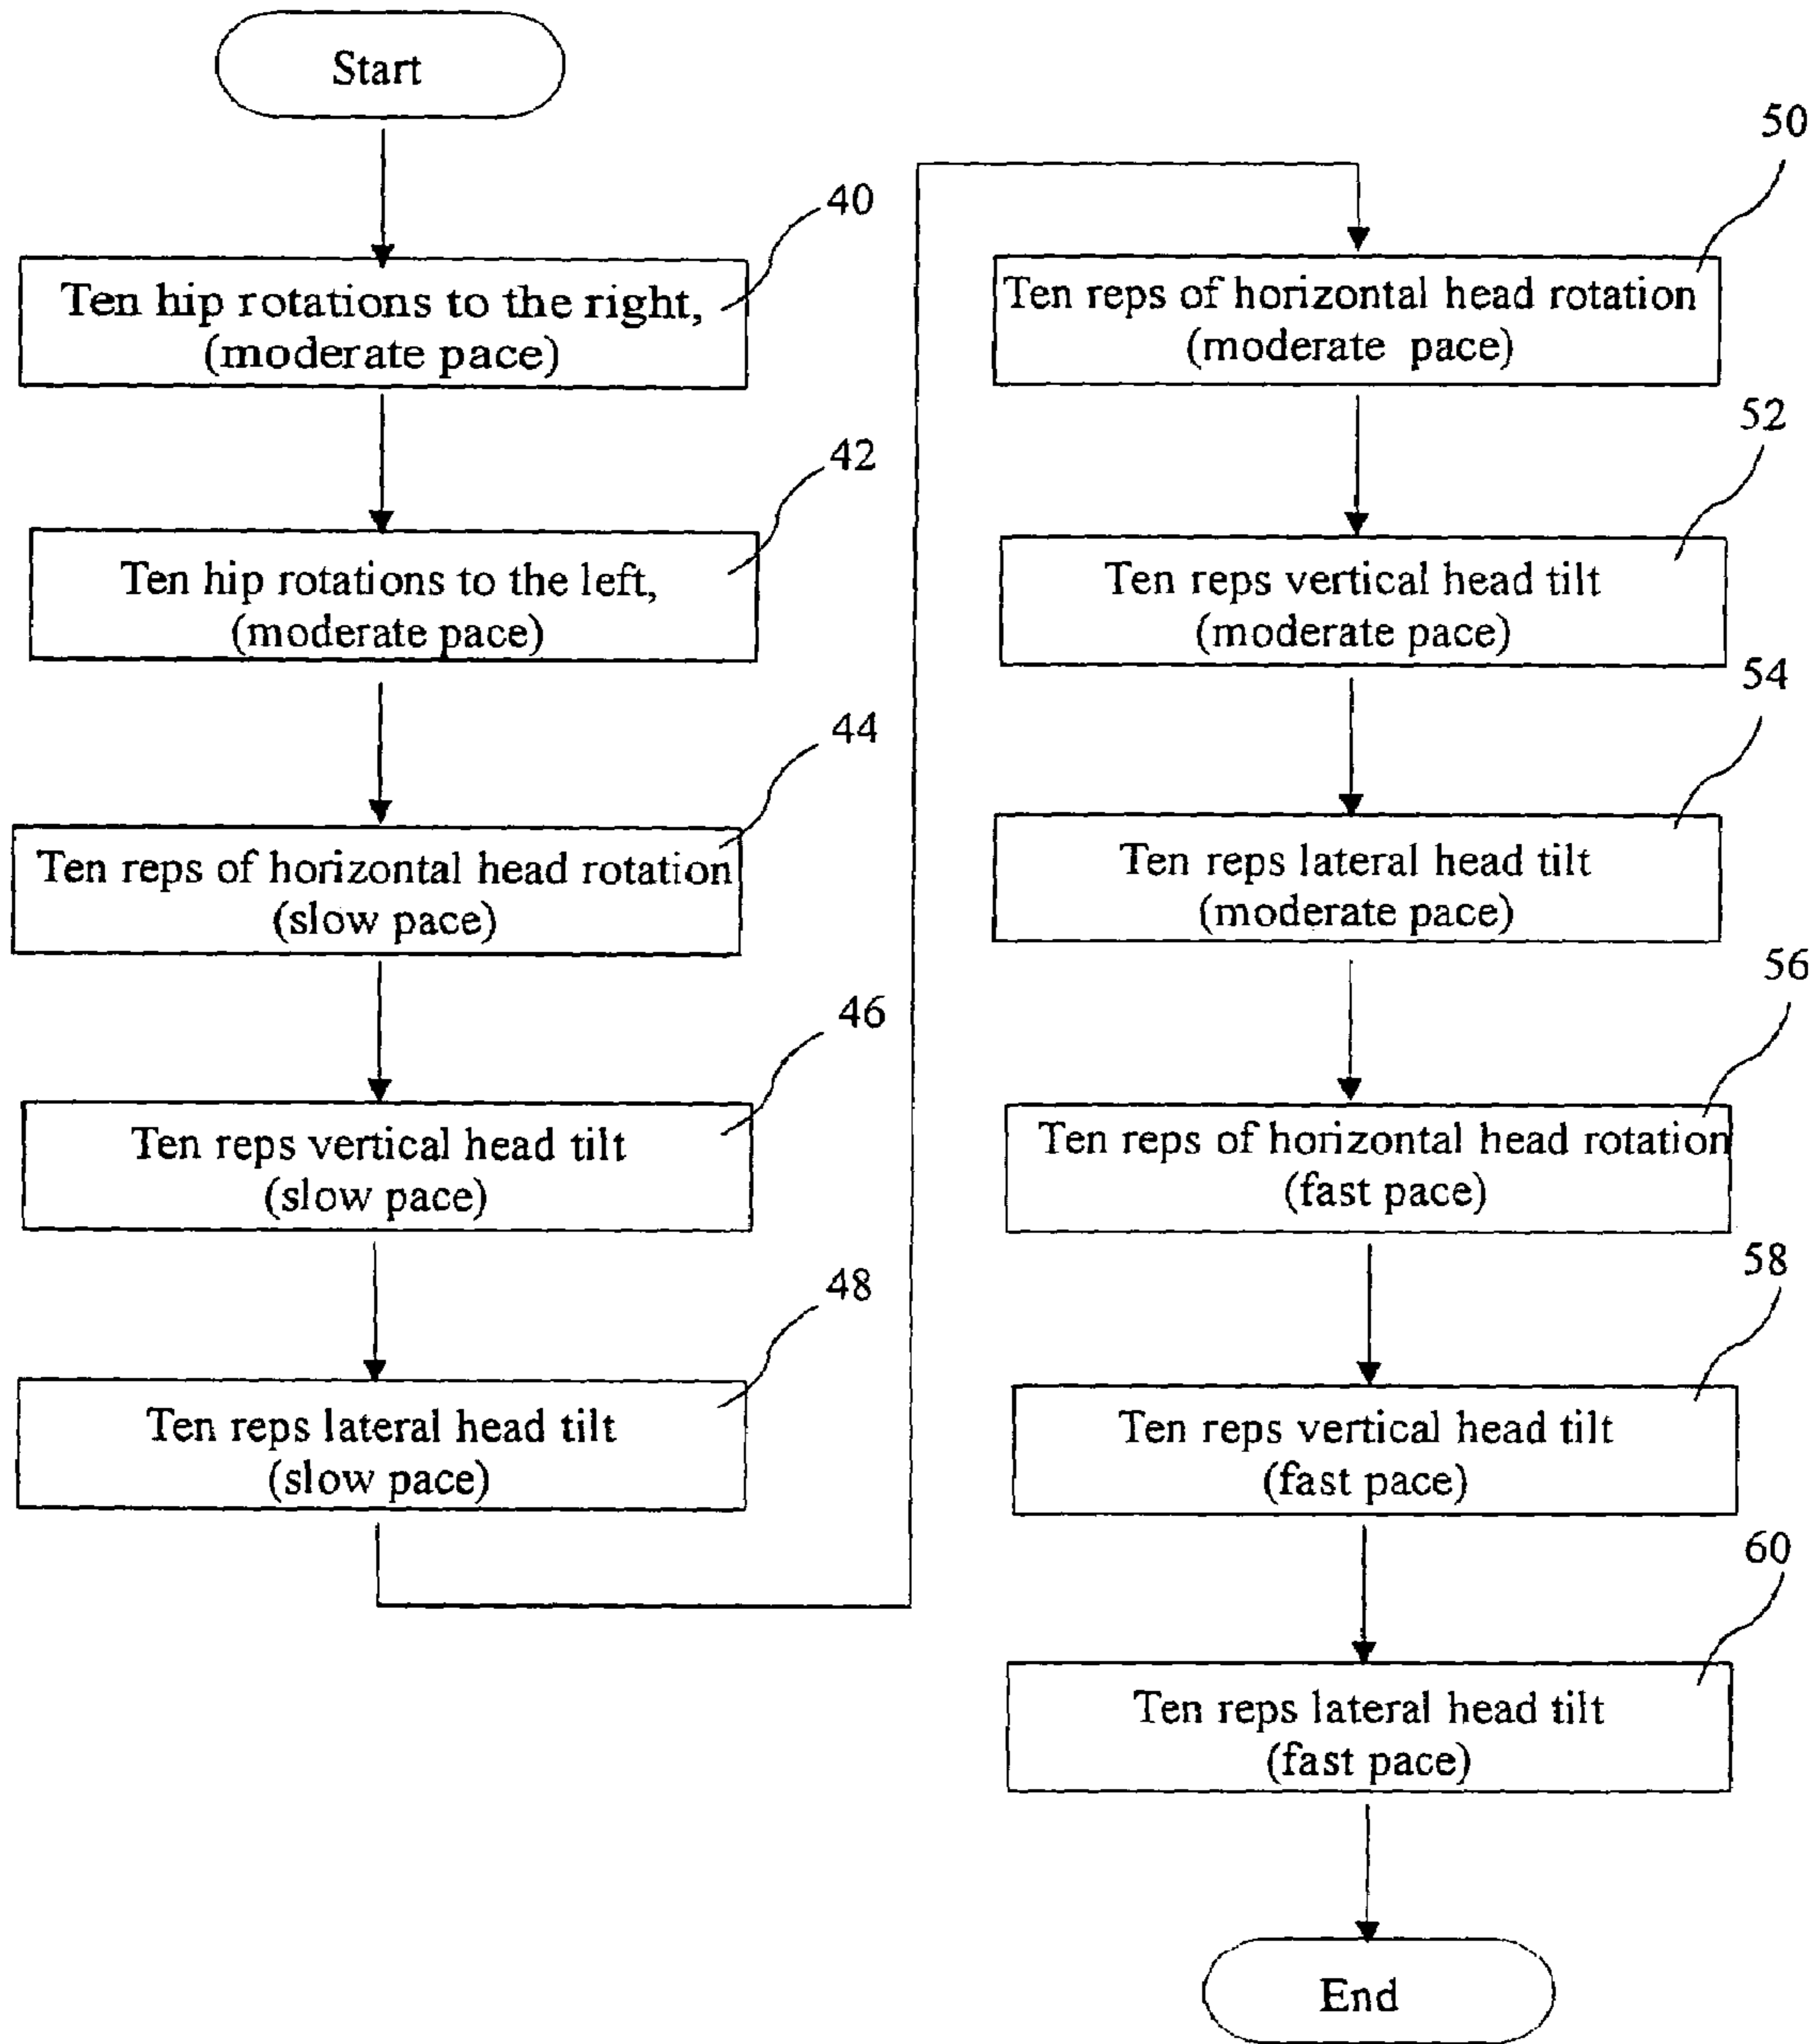 Start
40
Ten hip rotations to the right,
(moderate pace)
42
Ten hip rotations to the left,
(moderate pace)
44
Ten reps of horizontal head rotation
(slow pace)
46
Ten reps vertical head tilt
(slow pace)
48
Ten reps lateral head tilt
(slow pace)
50
Ten reps of horizontal head rotation
(moderate pace)
52
Ten reps vertical head tilt
(moderate pace)
54
Ten reps lateral head tilt
(moderate pace)
56
Ten reps of horizontal head rotation
(fast pace)
58
Ten reps vertical head tilt
(fast pace)
60
Ten reps lateral head tilt
(fast pace)
End